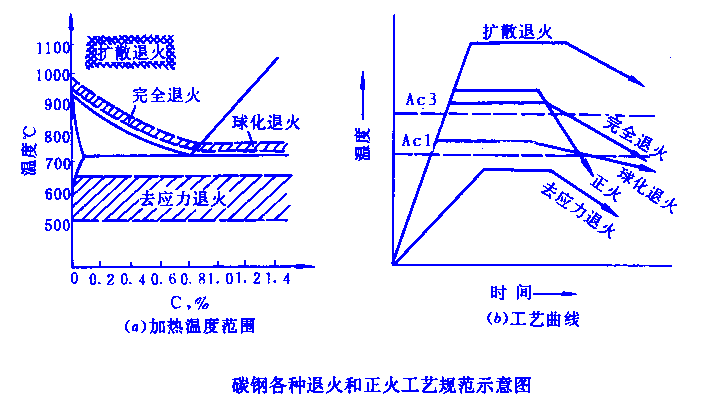 1100
1000
900
800
700
600
500
温度℃
扩散退火
完全退火
球化退火
去应力退火
0 0.2 0.4 0.6 0.8 1.0 1.2 1.4
C,%
(a)加热温度范围
温度
Ac3
Ac1
扩散退火
完全退火
球化退火
正火
去应力退火
时间
(b)工艺曲线
碳钢各种退火和正火工艺规范示意图